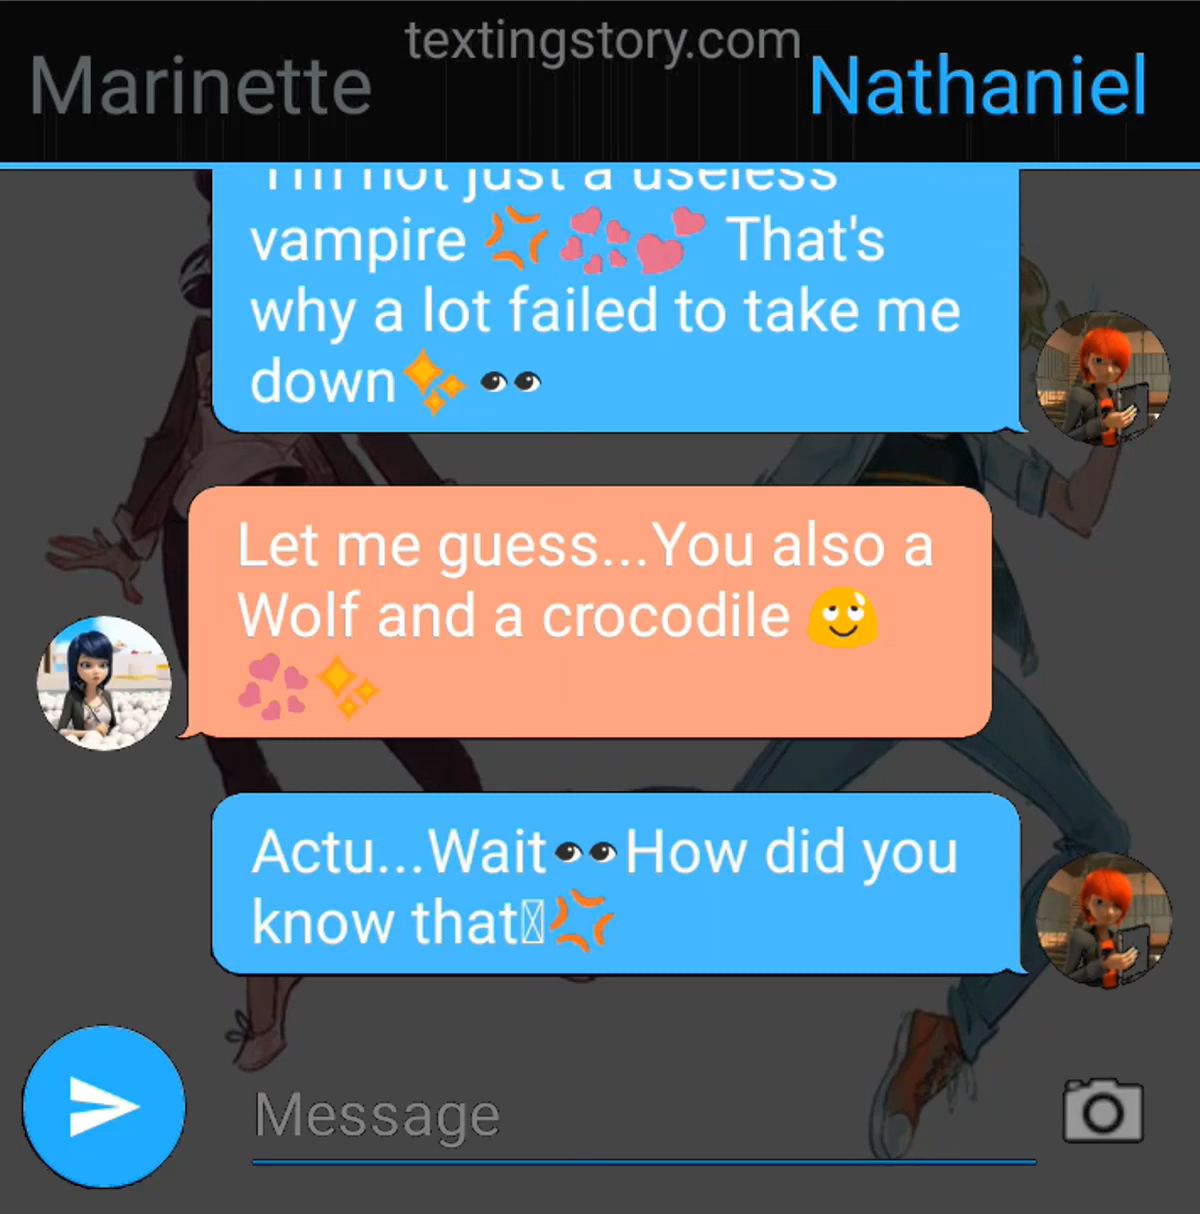 textingstory.com
Marinette
Nathaniel
I'm not just a useless
vampire 💢💞💕 That's
why a lot failed to take me
down✨👀
Let me guess...You also a
Wolf and a crocodile 😌
💞✨
Actu...Wait👀How did you
know that💢
Message